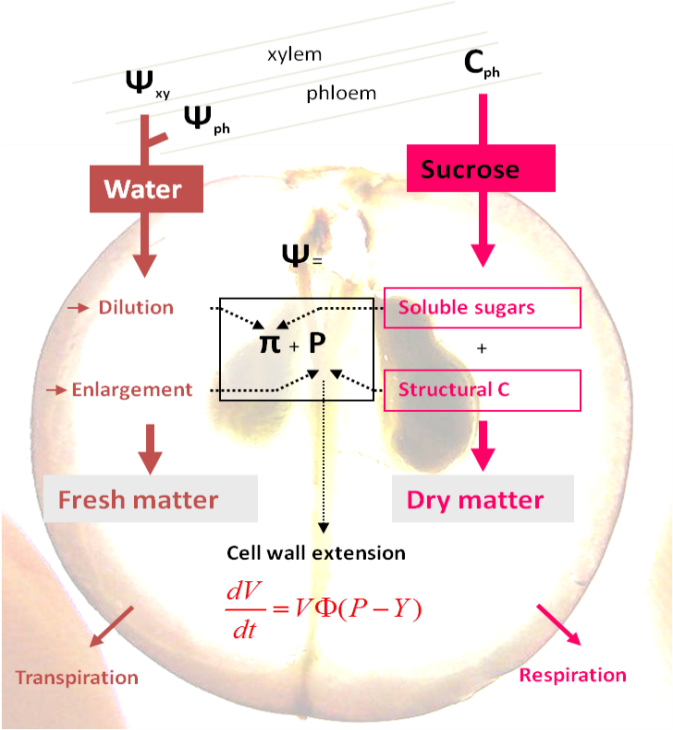 xylem
Ψxy
Cph
phloem
Ψph
Water
Sucrose
Ψ=
Dilution
Soluble sugars
π + P
+
Enlargement
Structural C
Fresh matter
Dry matter
Cell wall extension
dV/dt = VΦ(P − Y)
Transpiration
Respiration